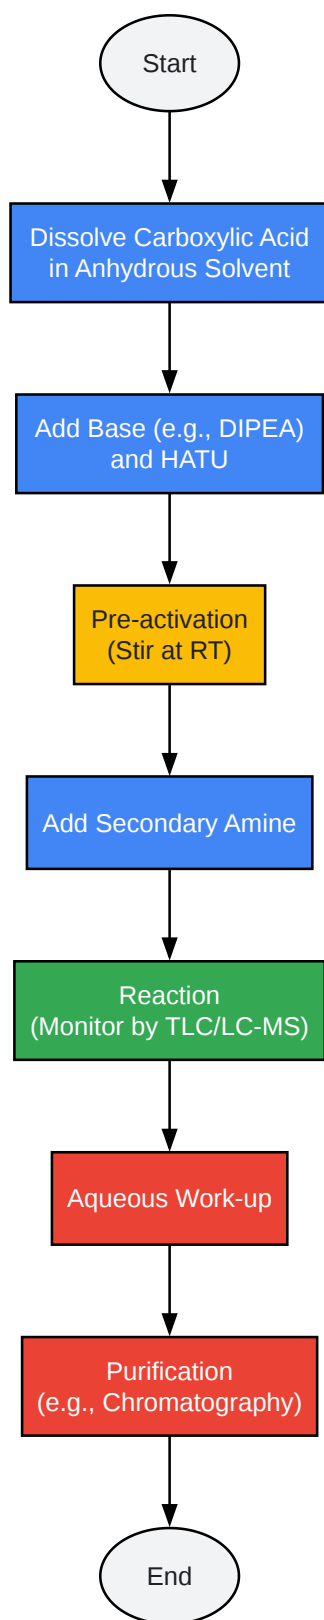 Start
Dissolve Carboxylic Acid
in Anhydrous Solvent
Add Base (e.g., DIPEA)
and HATU
Pre-activation
(Stir at RT)
Add Secondary Amine
Reaction
(Monitor by TLC/LC-MS)
Aqueous Work-up
Purification
(e.g., Chromatography)
End